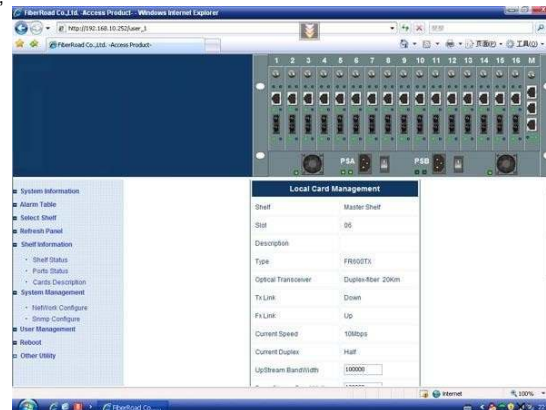 FiberRoad Co.,Ltd. -Access Product- - Windows Internet Explorer
http://192.168.10.252/user_1
FiberRoad Co.,Ltd. -Access Product-
页面(P)
工具(O)
1 2 3 4 5 6 7 8 9 10 11 12 13 14 15 16 M
PSA
PSB
System Information
Alarm Table
Select Shelf
Refresh Panel
Shelf Information
Shelf Status
Ports Status
Cards Description
System Management
NetWork Configure
Snmp Configure
User Management
Reboot
Other Utility
Local Card Management
Shelf Master Shelf
Slot 06
Description
Type FR600TX
Optical Transceiver Duplex-fiber 20Km
Tx Link Down
Fx Link Up
Current Speed 10Mbps
Current Duplex Half
UpStream BandWidth 100000
Internet
100%
FiberRoad Co....